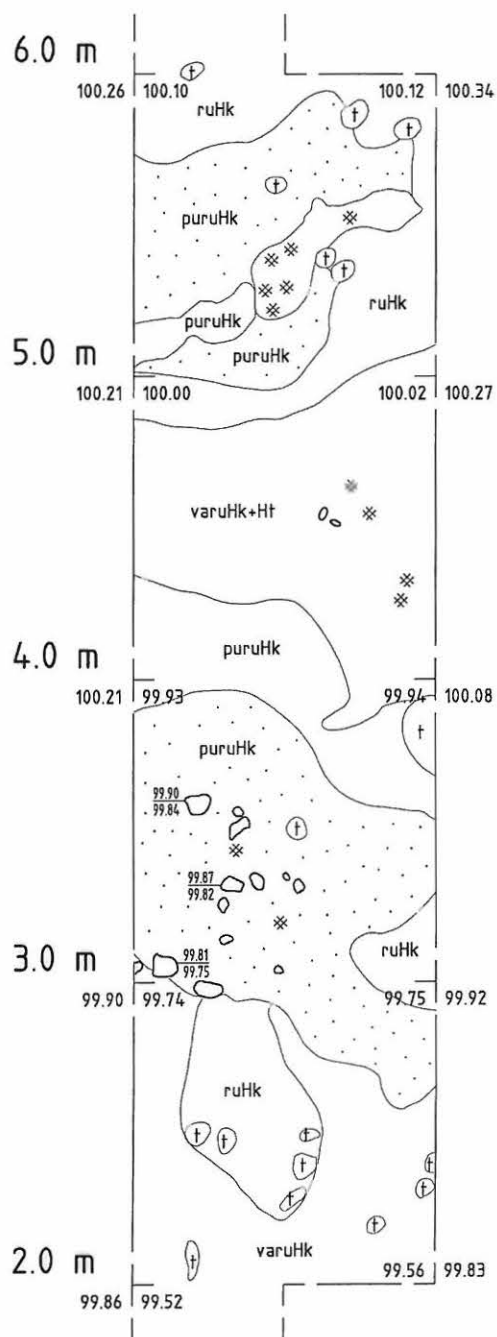 6.0 m
t
100.26 100.10 100.12 100.34
ruHk
t
t
t
puruHk
t
t
puruHk
ruHk
puruHk
5.0 m
100.21 100.00 100.02 100.27
varuHk+Ht
puruHk
4.0 m
100.21 99.93 99.94 100.08
t
puruHk
99.90
99.84
t
99.87
99.82
ruHk
99.81
99.75
3.0 m
99.90 99.74 99.75 99.92
ruHk
t t t
t t
t
t
t
varuHk
t
2.0 m
99.86 99.52 99.56 99.83